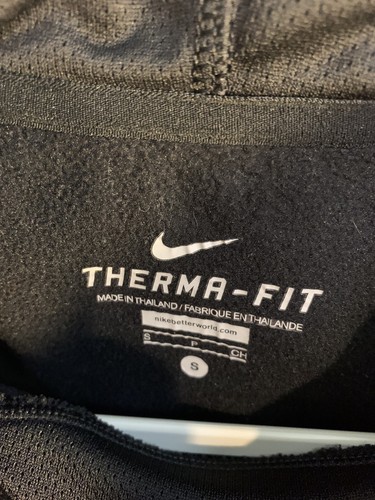 THERMA-FIT
MADE IN THAILAND / FABRIQUE EN THAILANDE
nikebetterworld.com
S P CH
S